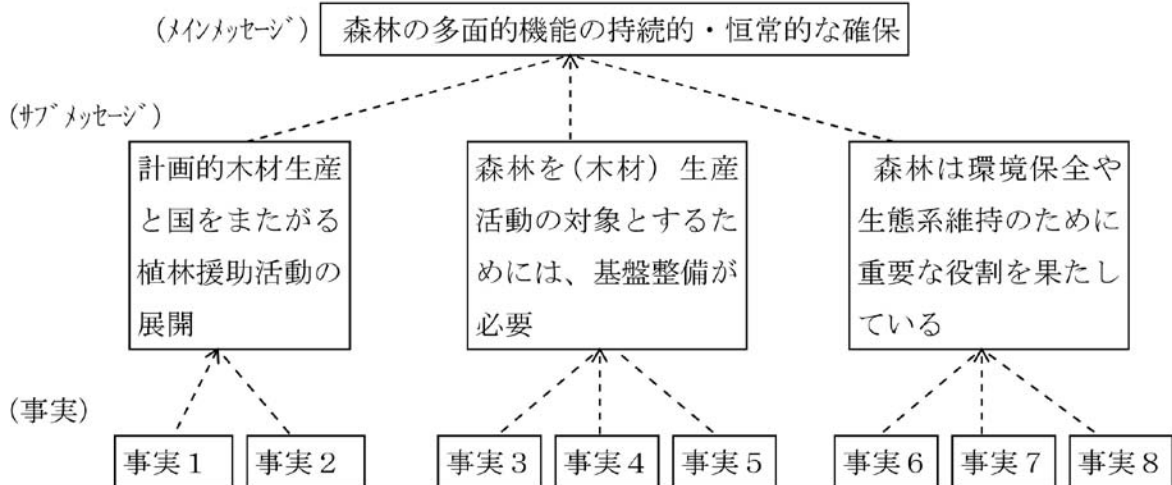 (ﾒｲﾝﾒｯｾｰｼﾞ) 森林の多面的機能の持続的・恒常的な確保
(ｻﾌﾞﾒｯｾｰｼﾞ)
計画的木材生産
と国をまたがる
植林援助活動の
展開
森林を(木材)生産
活動の対象とするた
めには、基盤整備が
必要
森林は環境保全や
生態系維持のために
重要な役割を果たし
ている
(事実)
事実1 事実2 事実3 事実4 事実5 事実6 事実7 事実8